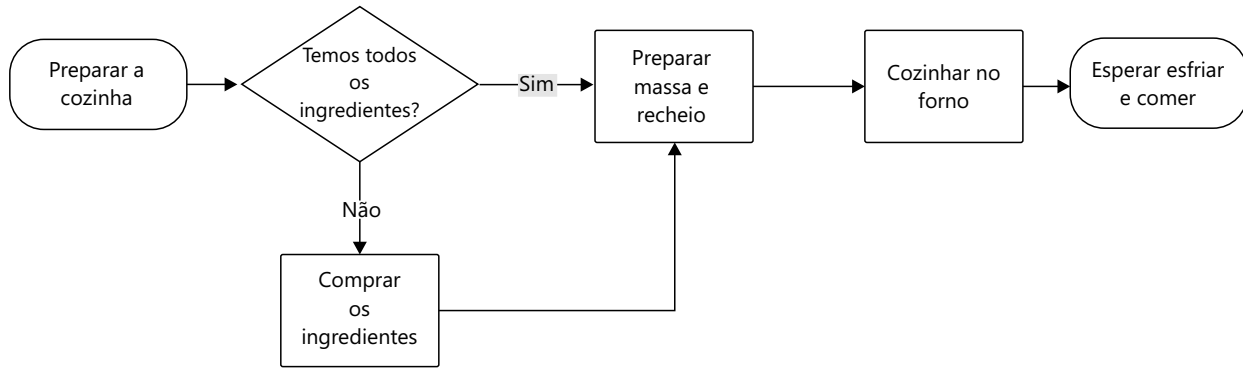 Preparar a
cozinha
Temos todos
os
ingredientes?
Sim
Preparar
massa e
recheio
Cozinhar no
forno
Esperar esfriar
e comer
Não
Comprar
os
ingredientes